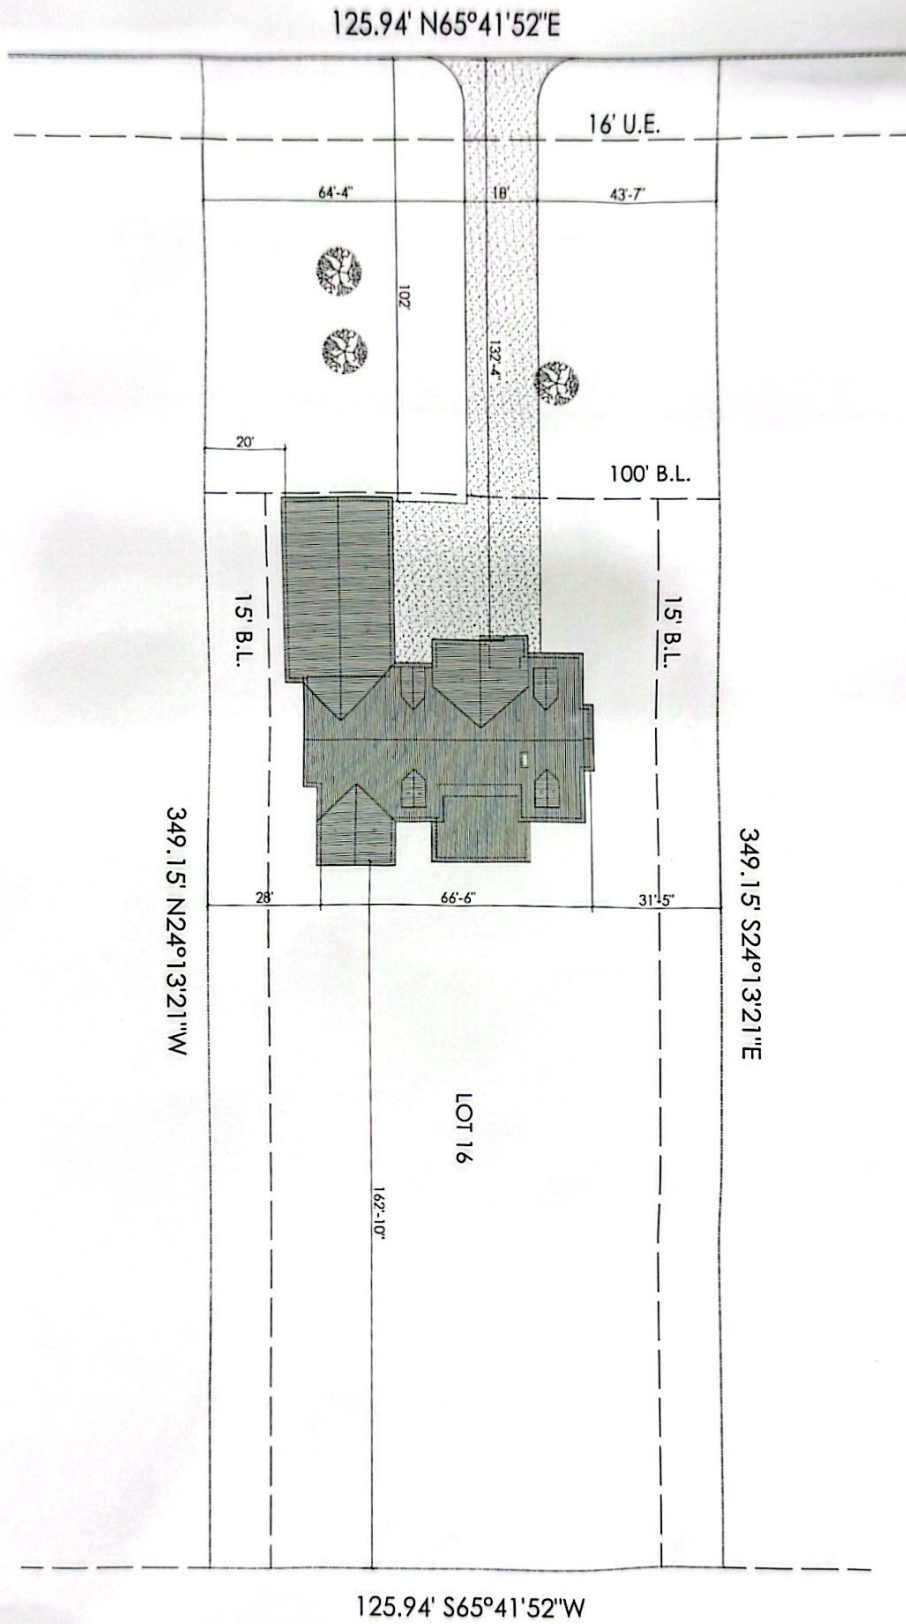 125.94' N65°41'52"E
16' U.E.
64'-4"
18'
43'-7"
102'
132'-4"
20'
100' B.L.
15' B.L.
15' B.L.
349.15' N24°13'21"W
349.15' S24°13'21"E
28'
66'-6"
31'-5"
LOT 16
162'-10"
125.94' S65°41'52"W